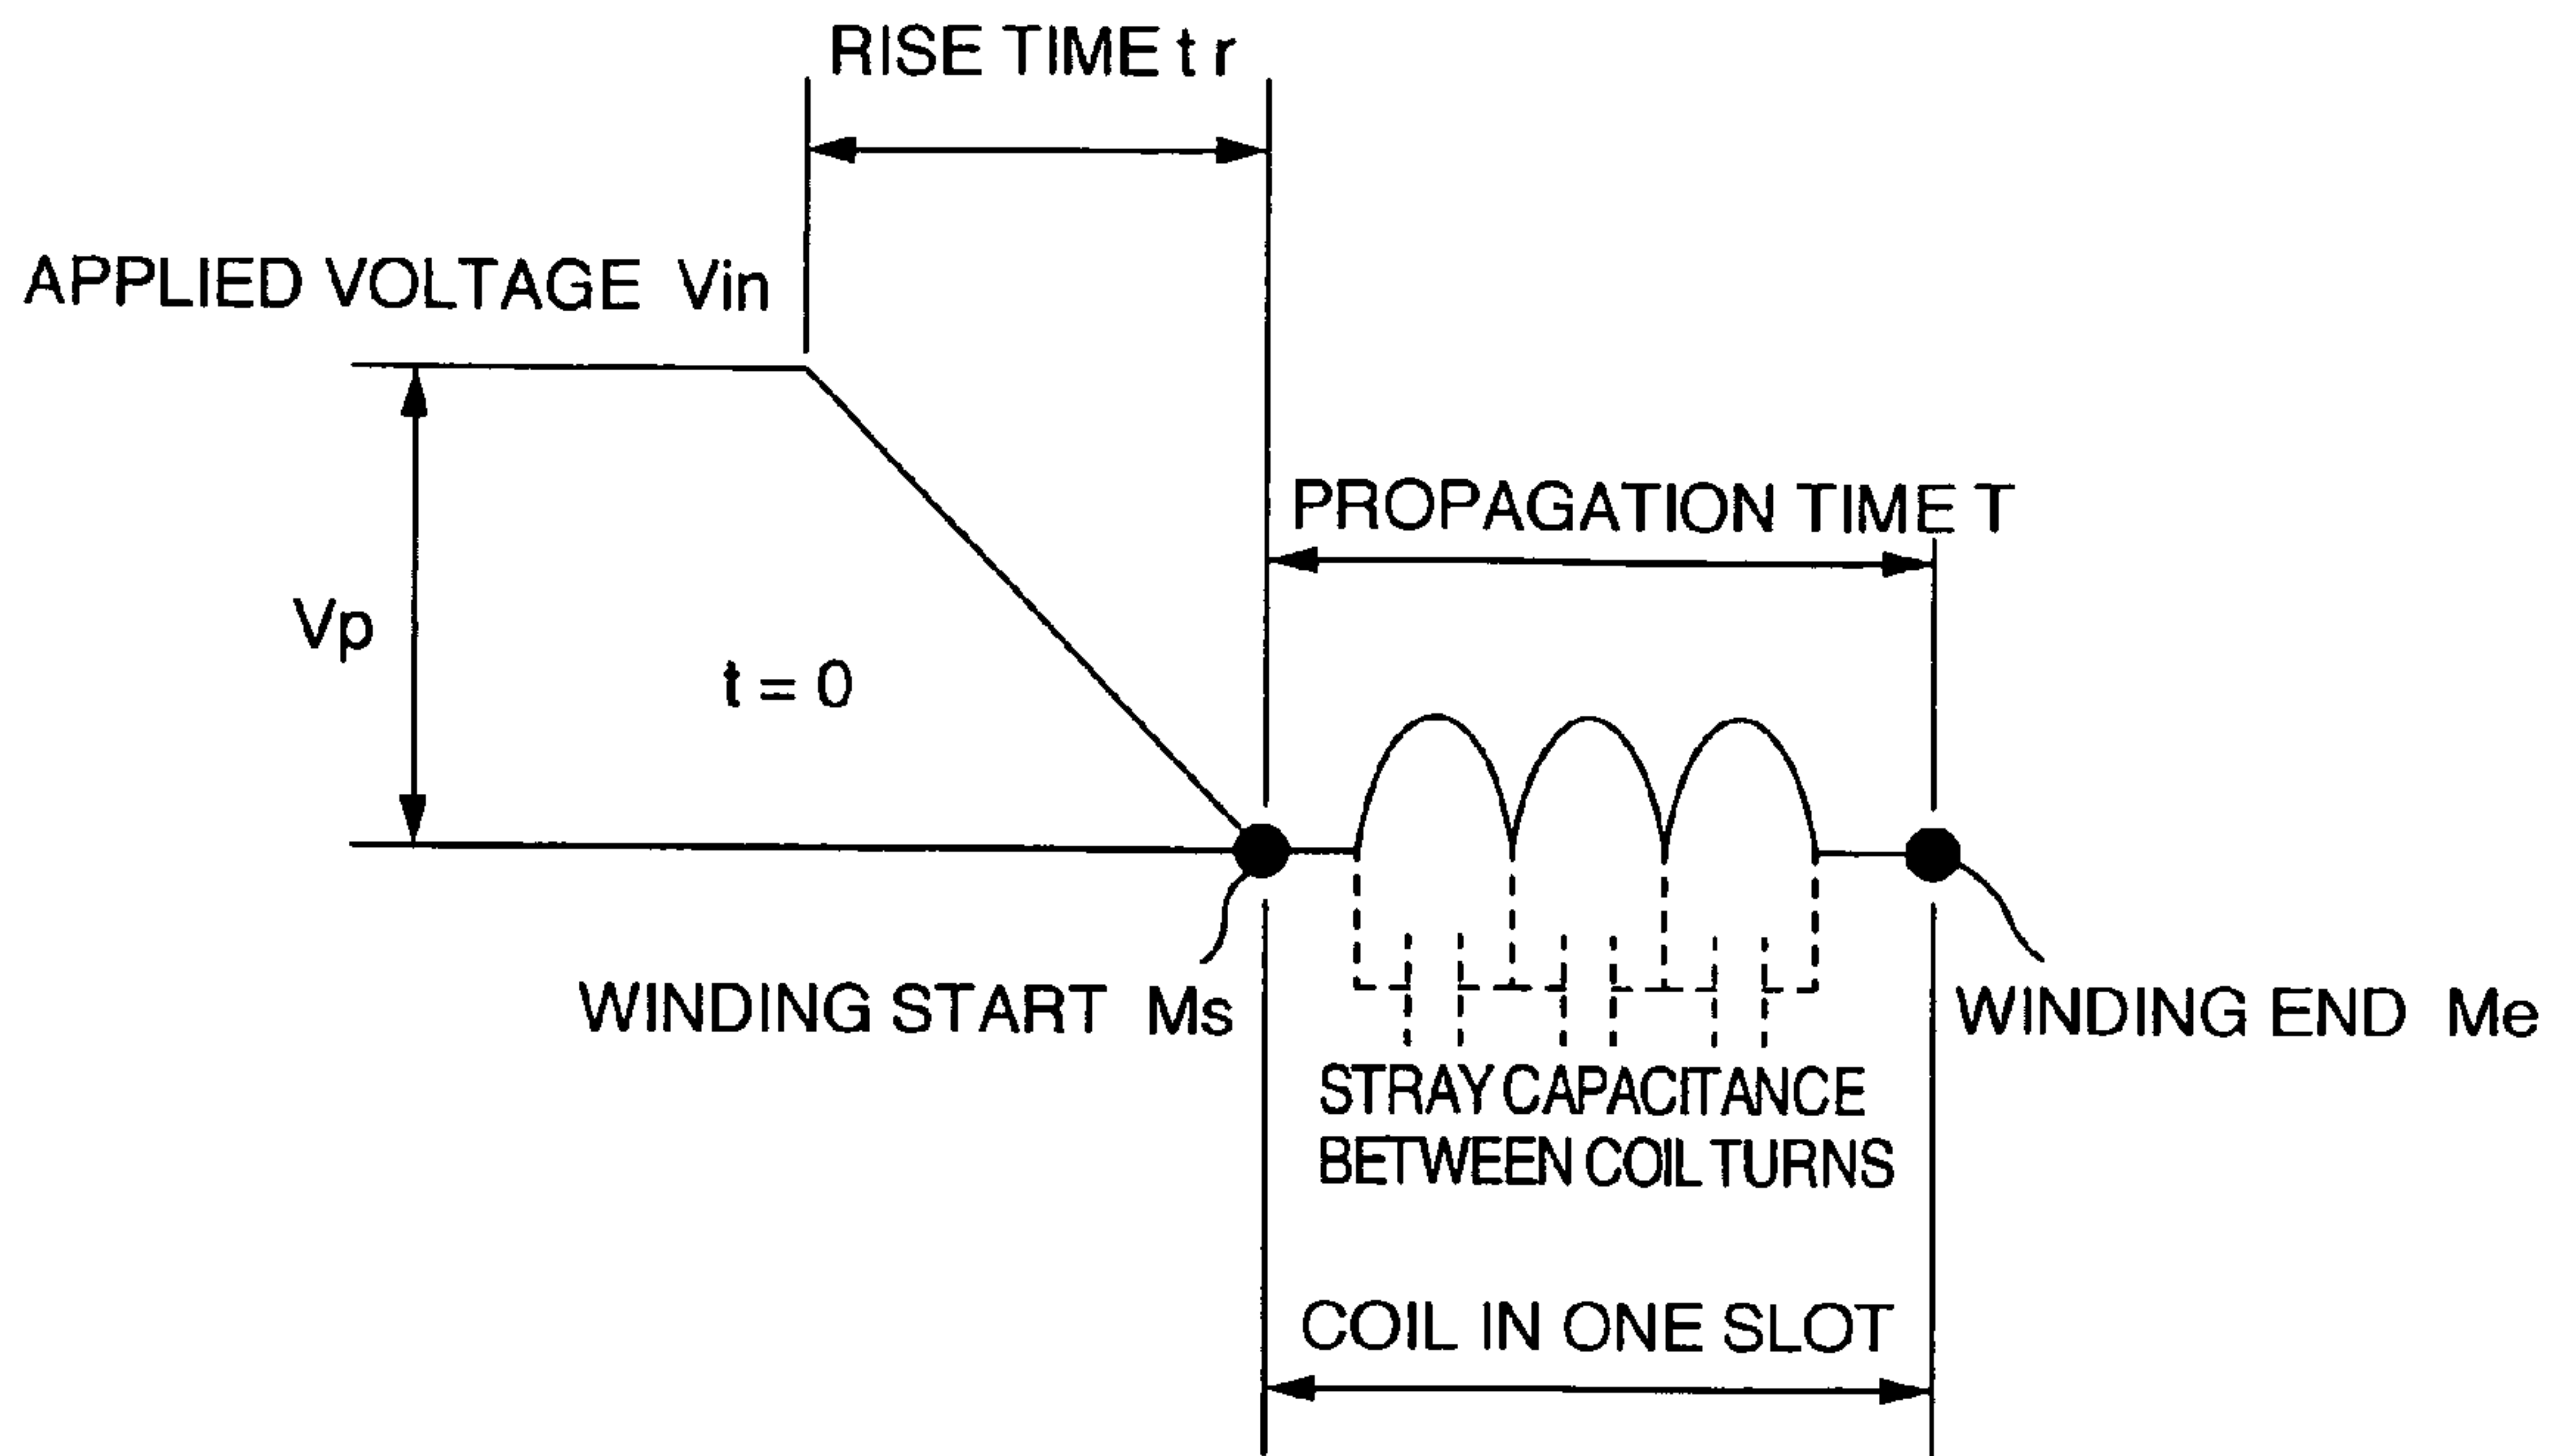 RISE TIME t r
APPLIED VOLTAGE Vin
PROPAGATION TIME T
Vp
t = 0
WINDING START Ms
WINDING END Me
STRAY CAPACITANCE
BETWEEN COIL TURNS
COIL IN ONE SLOT